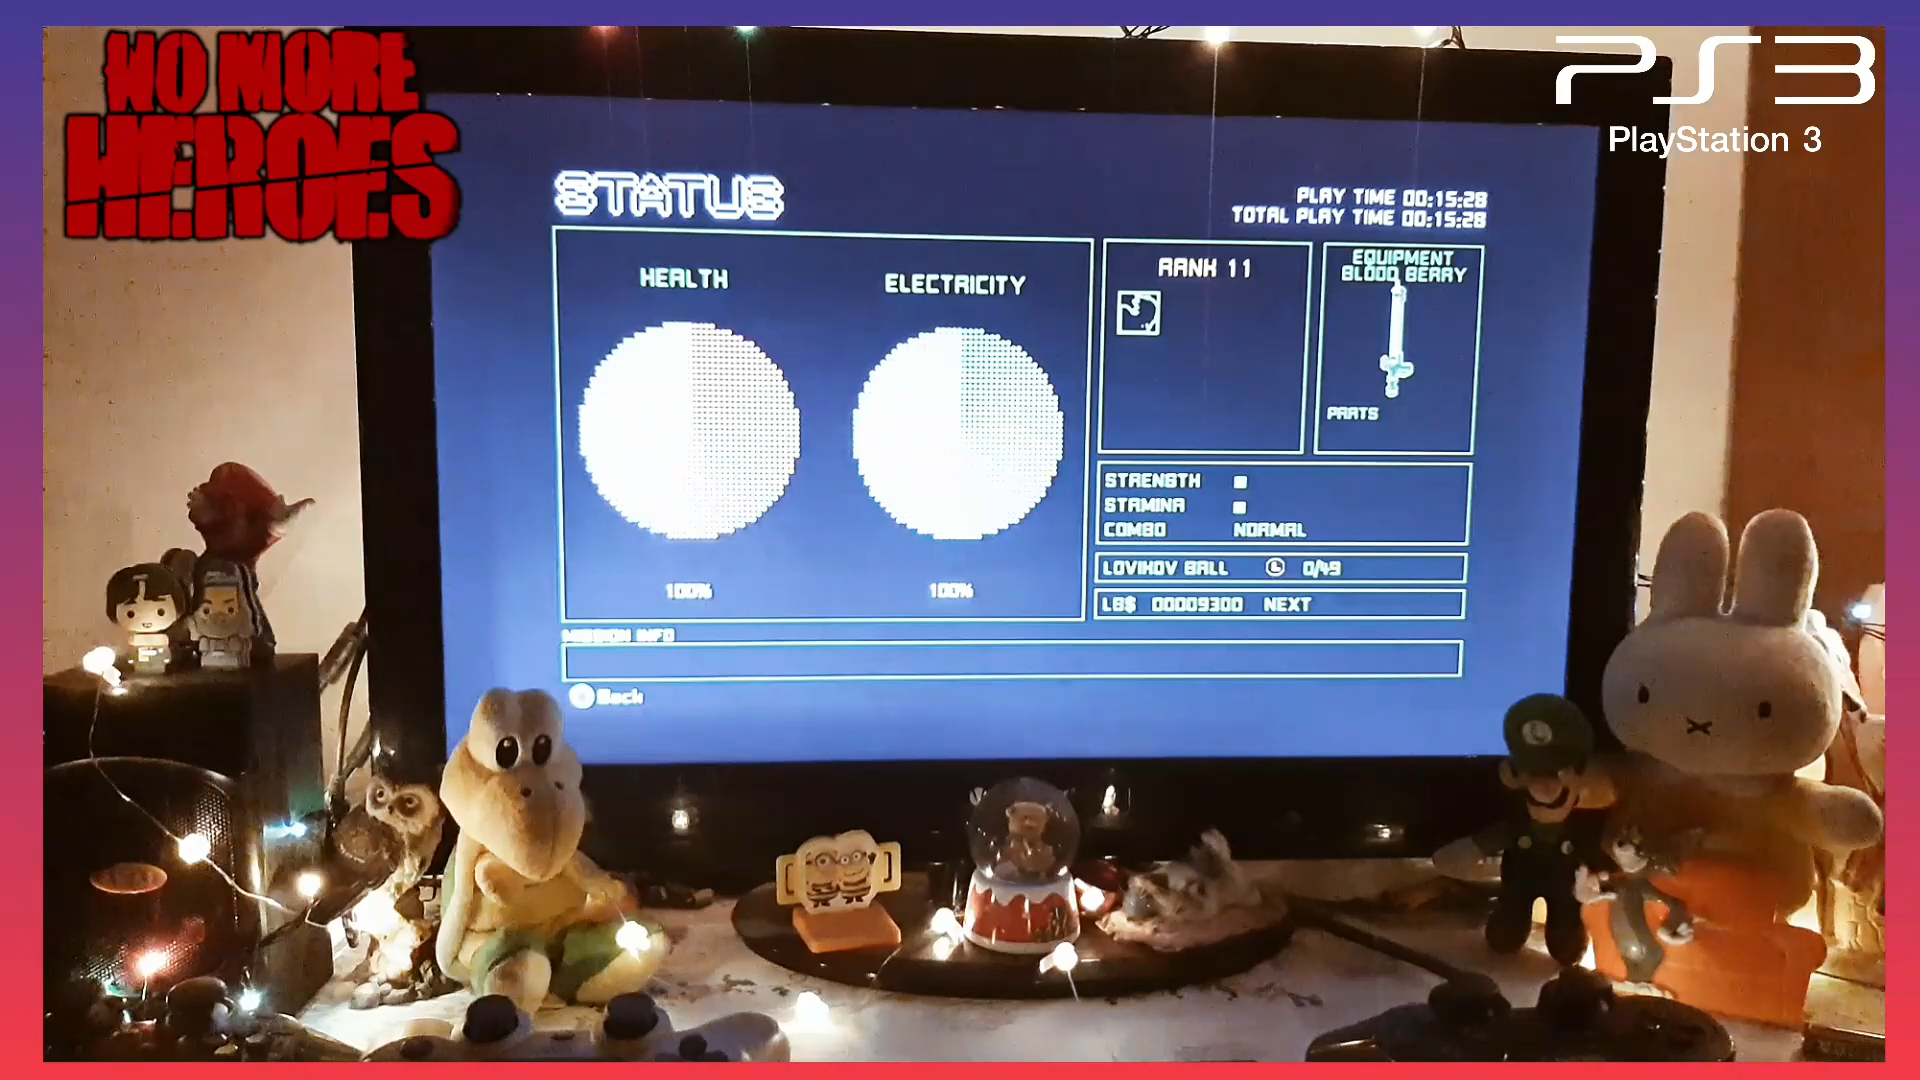 NO MORE
HEROES
PS3
PlayStation 3
STATUS
PLAY TIME 00:15:28
TOTAL PLAY TIME 00:15:28
HEALTH
ELECTRICITY
100%
100%
RANK 11
EQUIPMENT
BLOOD BERRY
PARTS
STRENGTH
STAMINA
COMBO NORMAL
LOVIKOV BALL L 0/49
LB$ 00009300 NEXT
MISSION INFO
Back
L